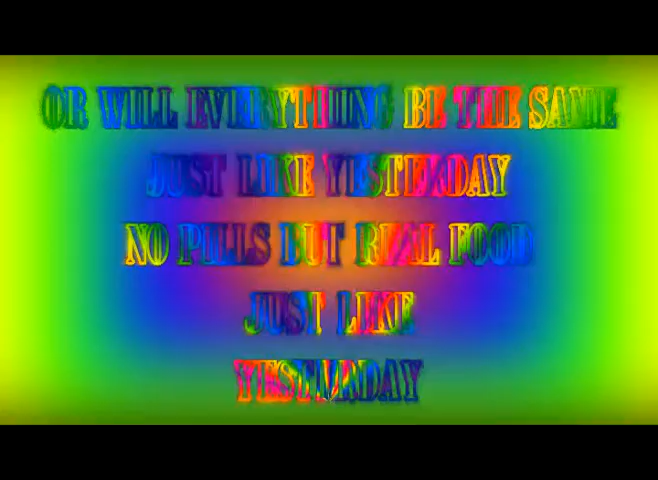 OR WILL EVERYTHING BE THE SAME
JUST LIKE YESTERDAY
NO PILLS BUT REAL FOOD
JUST LIKE
YESTERDAY